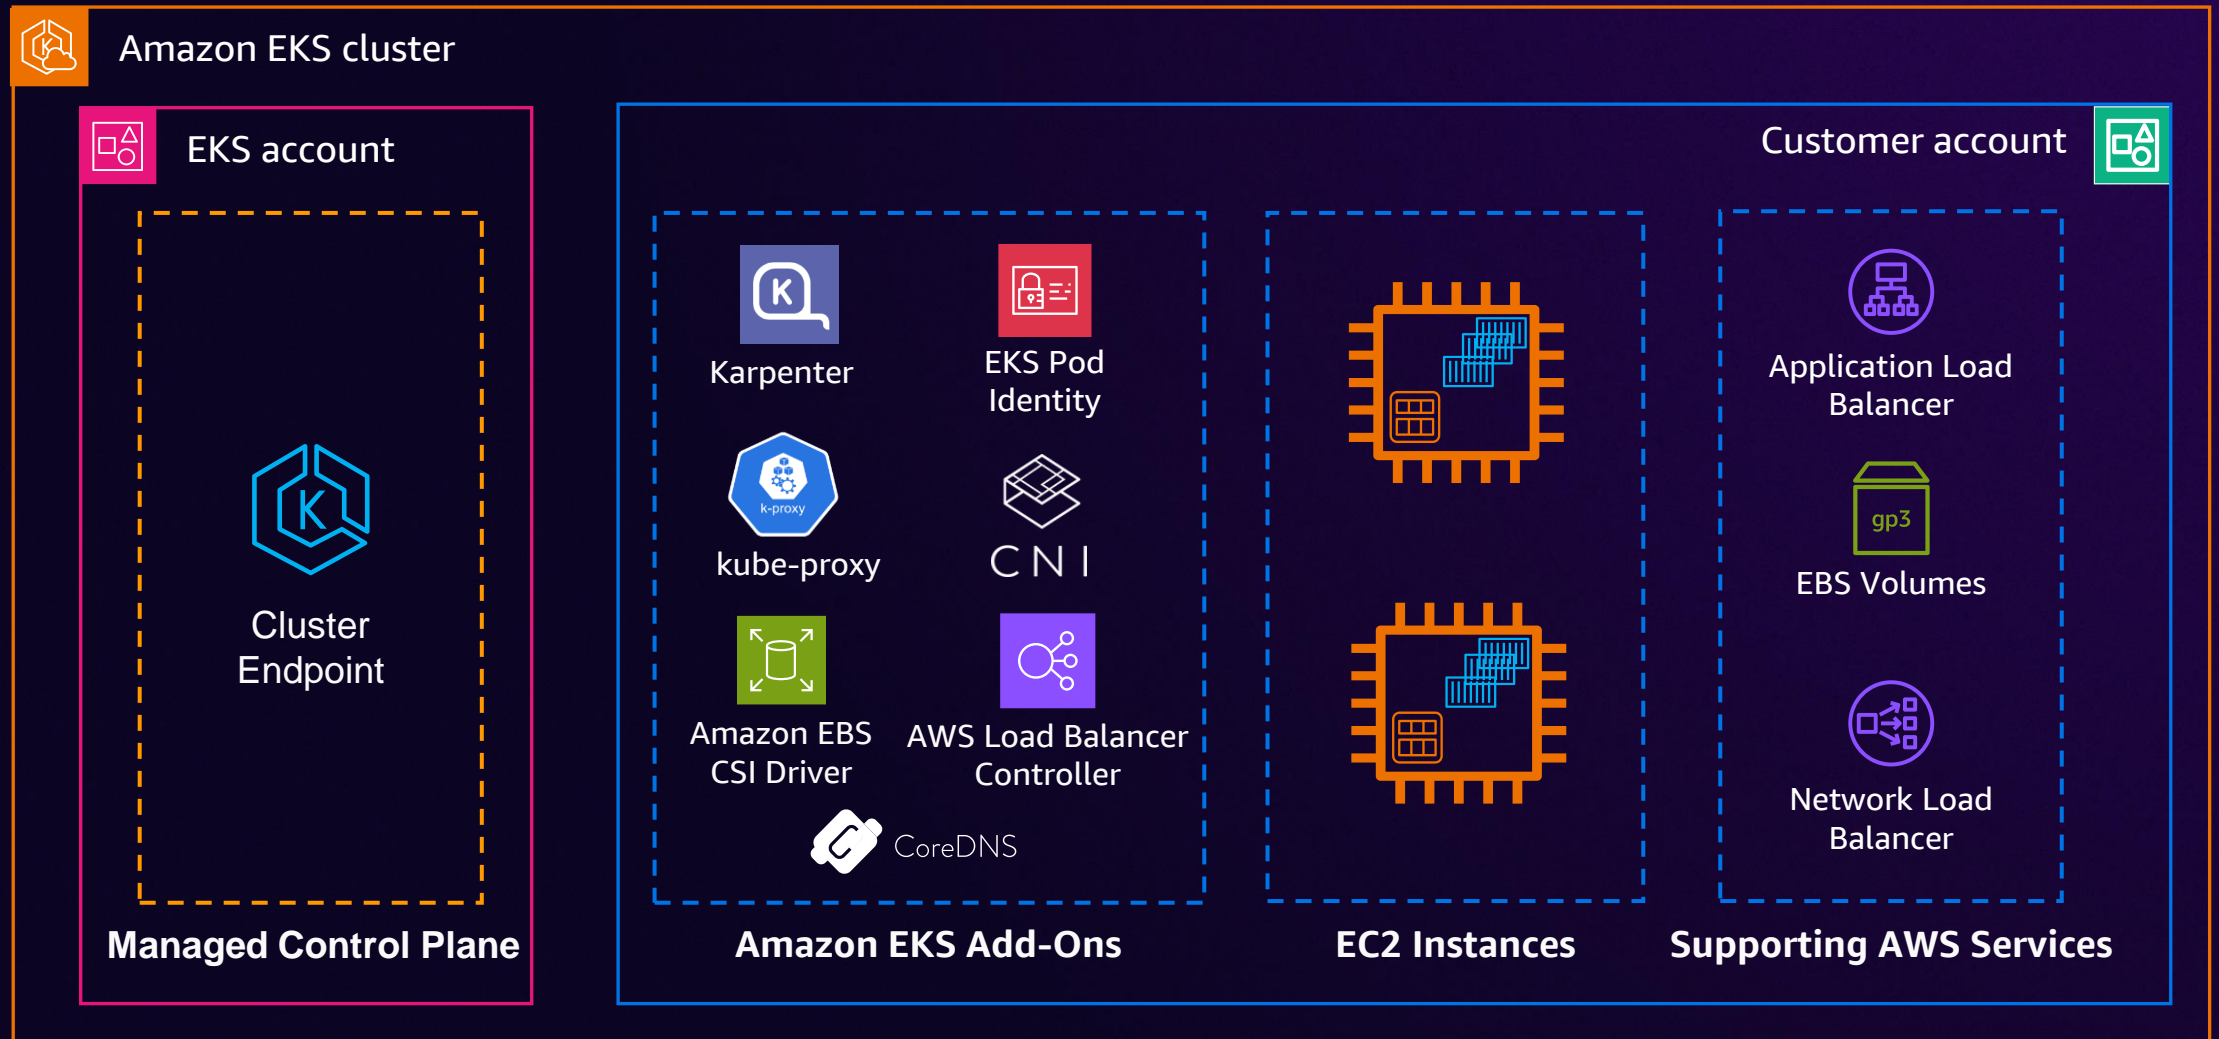 Amazon EKS cluster
EKS account
Customer account
K
Cluster
Endpoint
Managed Control Plane
K
Karpenter
EKS Pod
Identity
k-proxy
kube-proxy
CNI
Amazon EBS
CSI Driver
AWS Load Balancer
Controller
CoreDNS
Amazon EKS Add-Ons
EC2 Instances
Application Load
Balancer
gp3
EBS Volumes
Network Load
Balancer
Supporting AWS Services